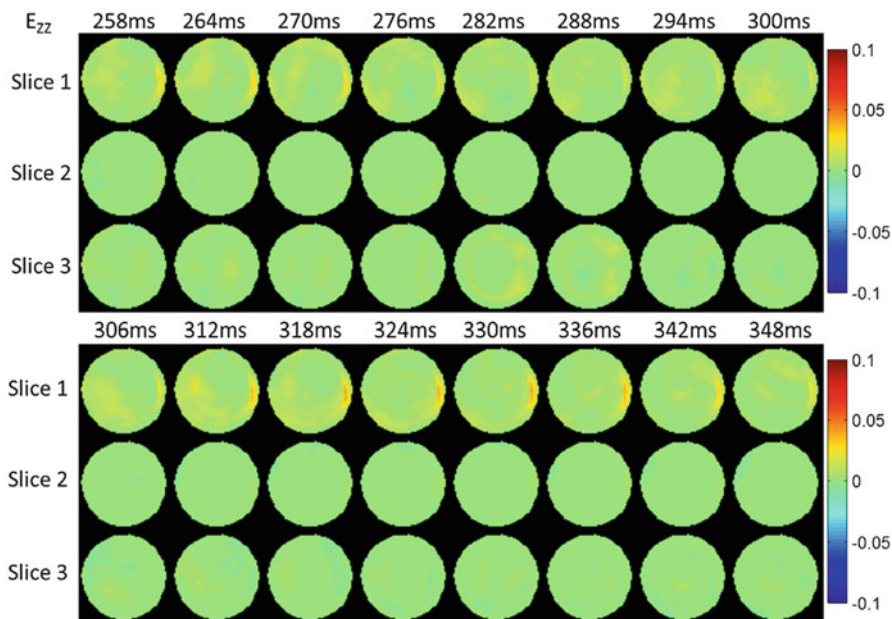 E_ZZ 258ms 264ms 270ms 276ms 282ms 288ms 294ms 300ms
Slice 1
Slice 2
Slice 3
0.1
0.05
0
-0.05
-0.1
306ms 312ms 318ms 324ms 330ms 336ms 342ms 348ms
Slice 1
Slice 2
Slice 3
0.1
0.05
0
-0.05
-0.1